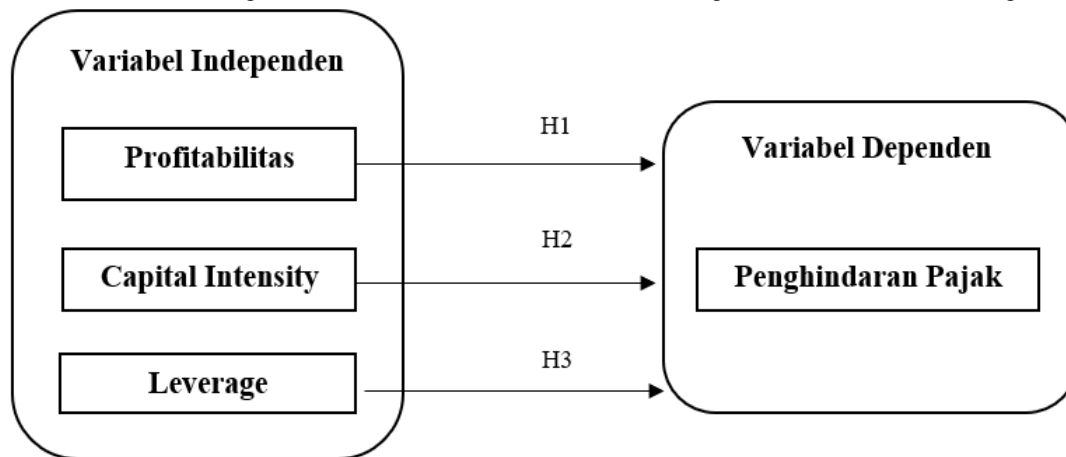 Variabel Independen
Profitabilitas
Capital Intensity
Leverage
H1
H2
H3
Variabel Dependen
Penghindaran Pajak